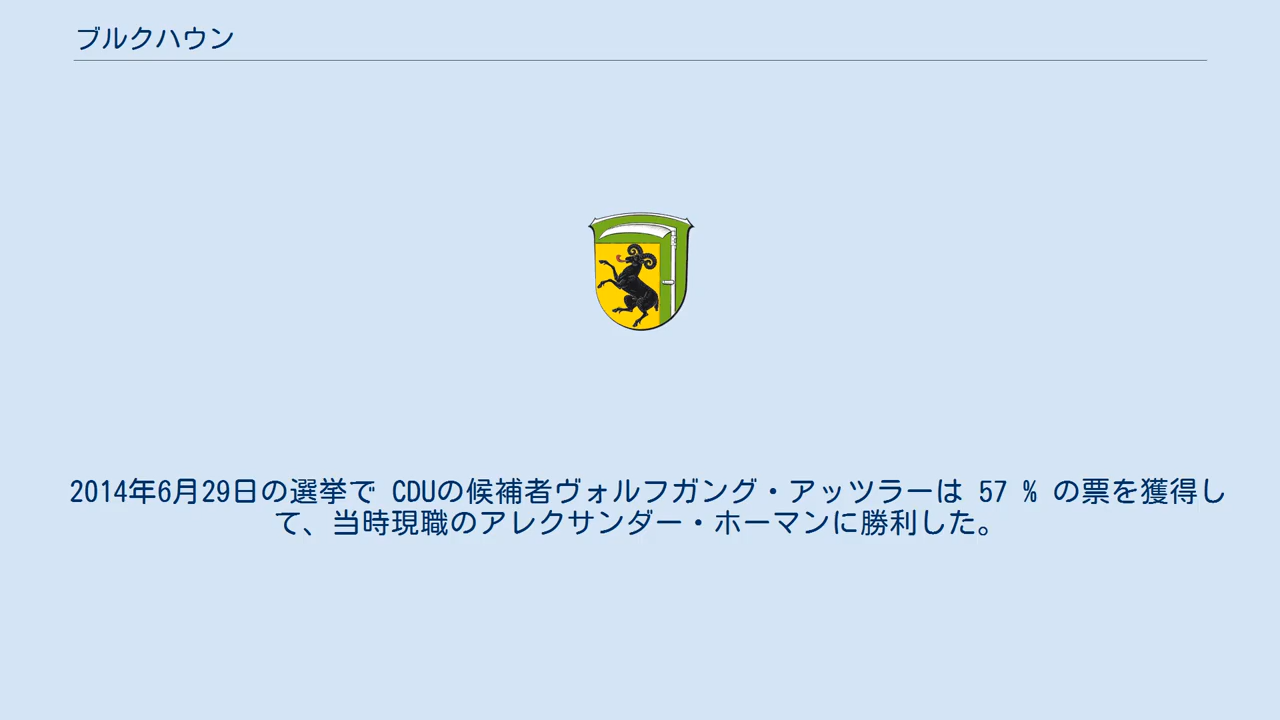 ブルクハウン
2014年6月29日の選挙で CDUの候補者ヴォルフガング・アッツラーは 57 % の票を獲得し
て、当時現職のアレクサンダー・ホーマンに勝利した。